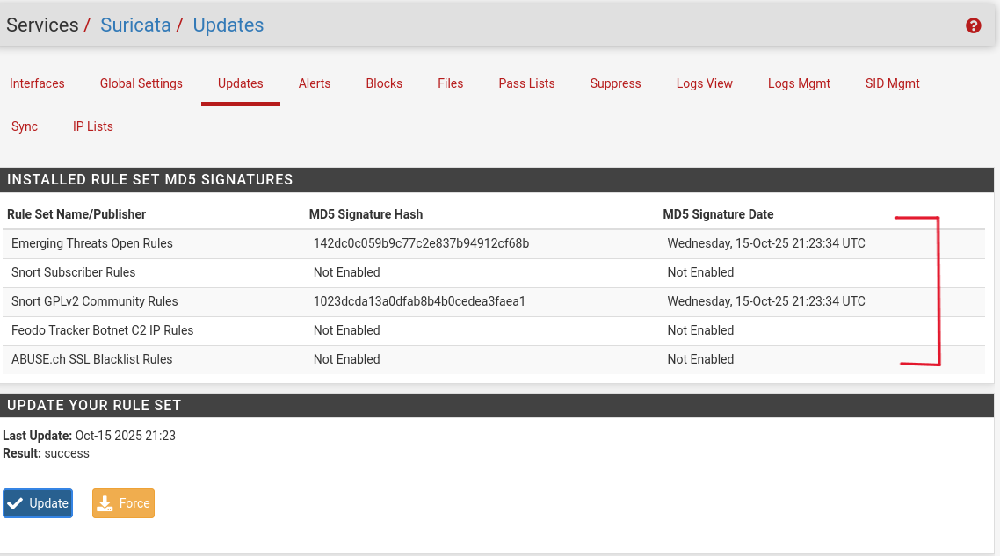 Services / Suricata / Updates
Interfaces Global Settings Updates Alerts Blocks Files Pass Lists Suppress Logs View Logs Mgmt SID Mgmt
Sync IP Lists
INSTALLED RULE SET MD5 SIGNATURES
Rule Set Name/Publisher MD5 Signature Hash MD5 Signature Date
Emerging Threats Open Rules 142dc0c059b9c77c2e837b94912cf68b Wednesday, 15-Oct-25 21:23:34 UTC
Snort Subscriber Rules Not Enabled Not Enabled
Snort GPLv2 Community Rules 1023dcda13a0dfab8b4b0cedea3faea1 Wednesday, 15-Oct-25 21:23:34 UTC
Feodo Tracker Botnet C2 IP Rules Not Enabled Not Enabled
ABUSE.ch SSL Blacklist Rules Not Enabled Not Enabled
UPDATE YOUR RULE SET
Last Update: Oct-15 2025 21:23
Result: success
Update Force